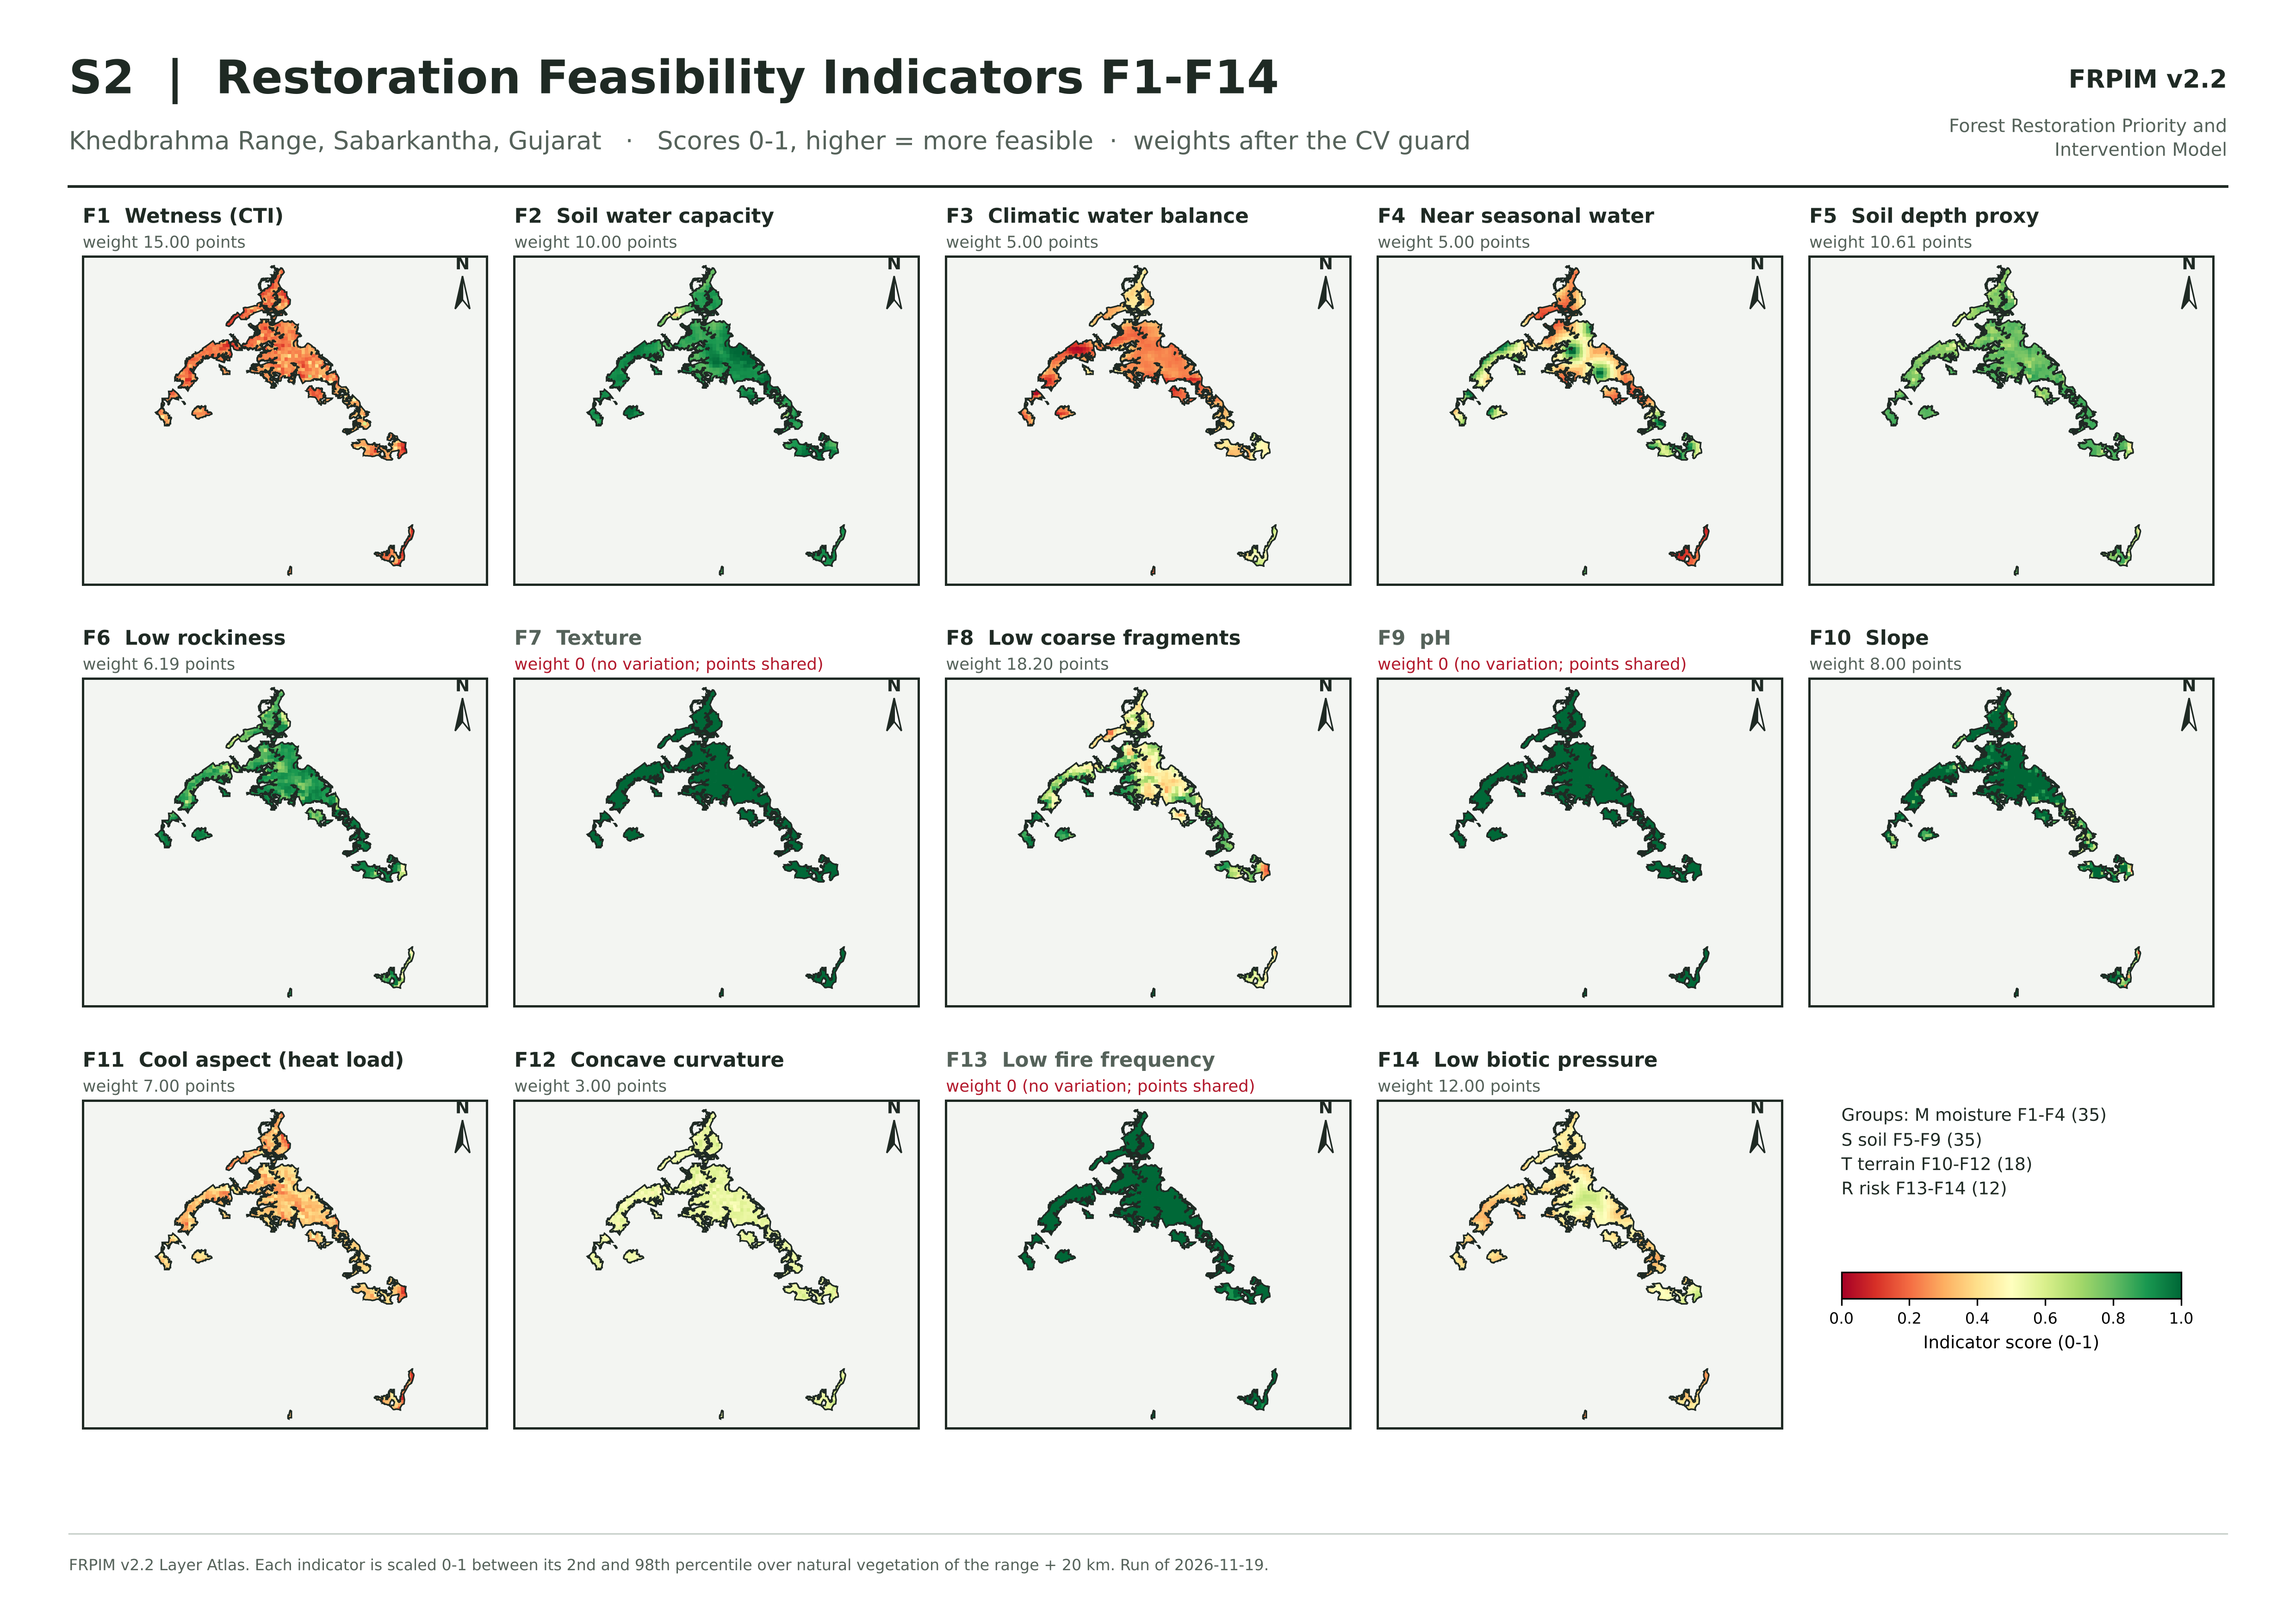 S2 | Restoration Feasibility Indicators F1-F14
FRPIM v2.2
Khedbrahma Range, Sabarkantha, Gujarat · Scores 0-1, higher = more feasible · weights after the CV guard
Forest Restoration Priority and
Intervention Model
F1 Wetness (CTI)
weight 15.00 points
N
F2 Soil water capacity
weight 10.00 points
N
F3 Climatic water balance
weight 5.00 points
N
F4 Near seasonal water
weight 5.00 points
N
F5 Soil depth proxy
weight 10.61 points
N
F6 Low rockiness
weight 6.19 points
N
F7 Texture
weight 0 (no variation; points shared)
N
F8 Low coarse fragments
weight 18.20 points
N
F9 pH
weight 0 (no variation; points shared)
N
F10 Slope
weight 8.00 points
N
F11 Cool aspect (heat load)
weight 7.00 points
N
F12 Concave curvature
weight 3.00 points
N
F13 Low fire frequency
weight 0 (no variation; points shared)
N
F14 Low biotic pressure
weight 12.00 points
N
Groups: M moisture F1-F4 (35)
S soil F5-F9 (35)
T terrain F10-F12 (18)
R risk F13-F14 (12)
0.0 0.2 0.4 0.6 0.8 1.0
Indicator score (0-1)
FRPIM v2.2 Layer Atlas. Each indicator is scaled 0-1 between its 2nd and 98th percentile over natural vegetation of the range + 20 km. Run of 2026-11-19.